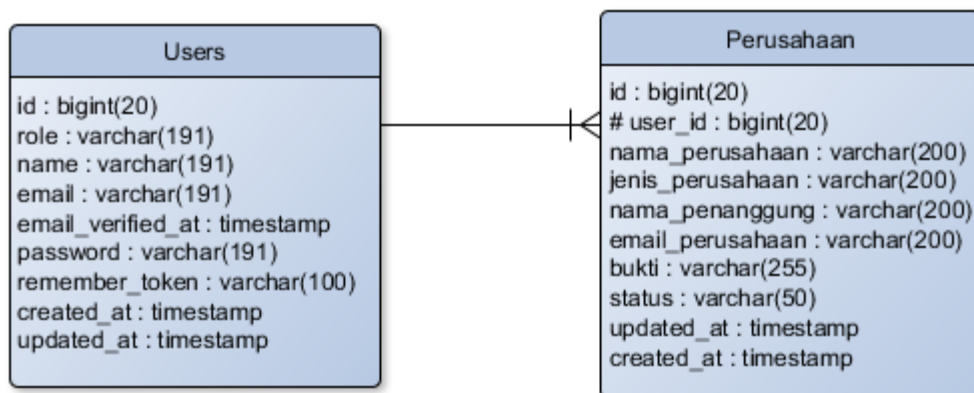 Users
id : bigint(20)
role : varchar(191)
name : varchar(191)
email : varchar(191)
email_verified_at : timestamp
password : varchar(191)
remember_token : varchar(100)
created_at : timestamp
updated_at : timestamp
Perusahaan
id : bigint(20)
# user_id : bigint(20)
nama_perusahaan : varchar(200)
jenis_perusahaan : varchar(200)
nama_penanggung : varchar(200)
email_perusahaan : varchar(200)
bukti : varchar(255)
status : varchar(50)
updated_at : timestamp
created_at : timestamp